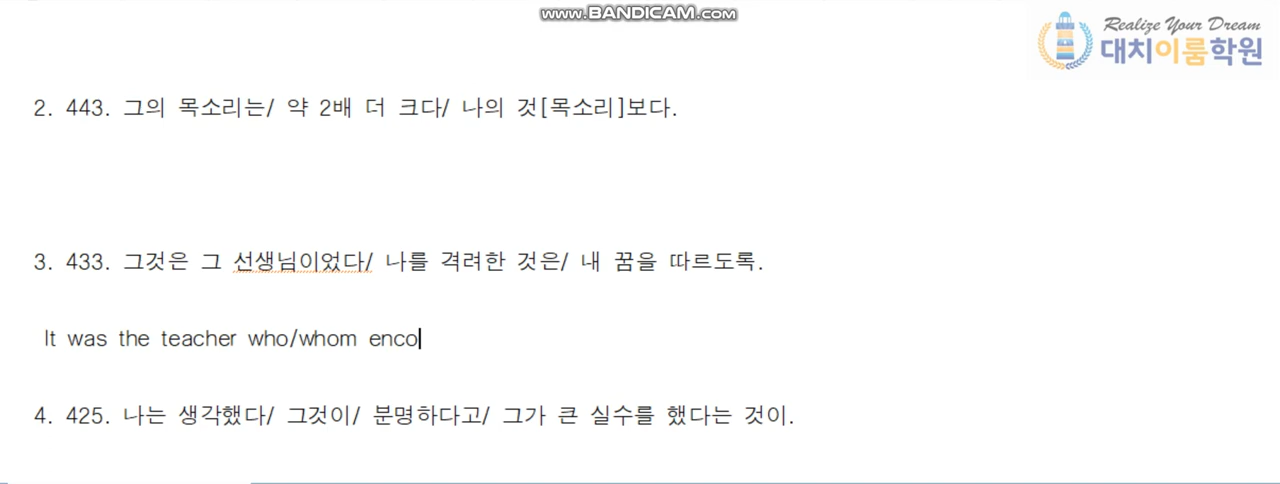 www.BANDICAM.com
Realize Your Dream
대치이룸학원
2. 443. 그의 목소리는/ 약 2배 더 크다/ 나의 것[목소리]보다.
3. 433. 그것은 그 선생님이었다/ 나를 격려한 것은/ 내 꿈을 따르도록.
It was the teacher who/whom enco
4. 425. 나는 생각했다/ 그것이/ 분명하다고/ 그가 큰 실수를 했다는 것이.